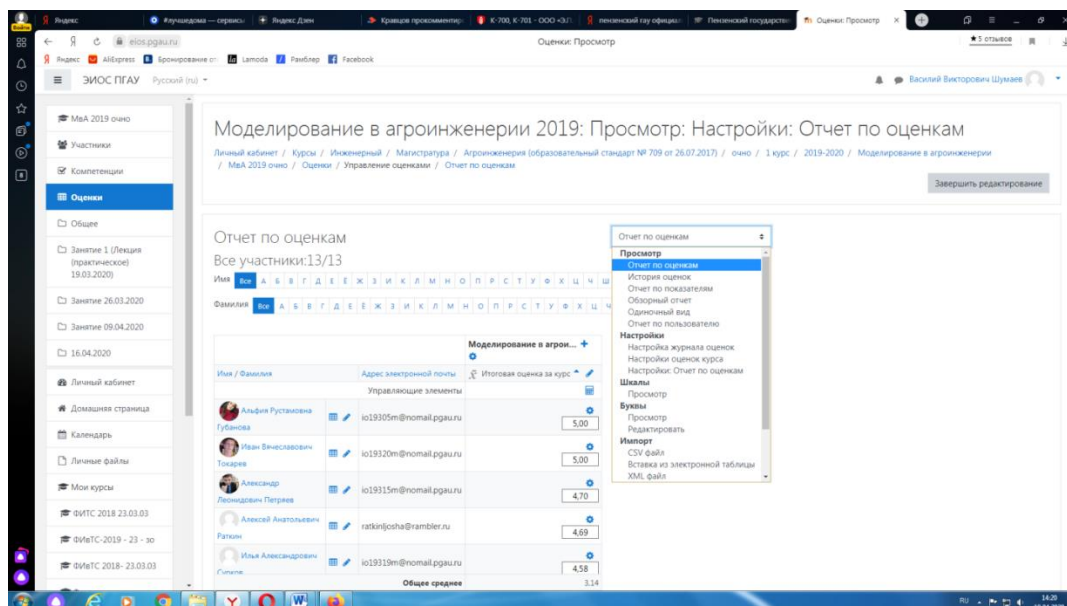 Яндекс
#лучшедома — сервисы
Яндекс Дзен
Кравцов прокомментир
К-700, К-701 - ООО «ЭЛ
пензенский гау официал
Пензенский государстве
Оценки: Просмотр
Войти
elos.pgau.ru
Оценки: Просмотр
★5 отзывов
Яндекс
AliExpress
Бронирование от
Lamoda
Рамблер
Facebook
ЭИОС ПГАУ
Русский (ru)
Василий Викторович Шумаев
МвА 2019 очно
Участники
Компетенции
Оценки
Общее
Занятие 1 (Лекция
(практическое)
19.03.2020)
Занятие 26.03.2020
Занятие 09.04.2020
16.04.2020
Личный кабинет
Домашняя страница
Календарь
Личные файлы
Мои курсы
ФИТС 2018 23.03.03
ФИвТС-2019 - 23 - зо
ФИвТС 2018- 23.03.03
Моделирование в агроинженерии 2019: Просмотр: Настройки: Отчет по оценкам
Личный кабинет / Курсы / Инженерный / Магистратура / Агроинженерия (образовательный стандарт № 709 от 26.07.2017) / очно / 1 курс / 2019-2020 / Моделирование в агроинженерии
/ МвА 2019 очно / Оценки / Управление оценками / Отчет по оценкам
Завершить редактирование
Отчет по оценкам
Все участники:13/13
Имя Все А Б В Г Д Е Ё Ж З И К Л М Н О П Р С Т У Ф Х Ц Ч Ш
Фамилия Все А Б В Г Д Е Ё Ж З И К Л М Н О П Р С Т У Ф Х Ц Ч
Моделирование в агрои...
Имя / Фамилия
Адрес электронной почты
Итоговая оценка за курс
Управляющие элементы
Альфия Рустамовна
Губанова
io19305m@nomail.pgau.ru
5,00
Иван Вячеславович
Токарев
io19320m@nomail.pgau.ru
5,00
Александр
Леонидович Петряев
io19315m@nomail.pgau.ru
4,70
Алексей Анатольевич
Раткин
ratkinljosha@rambler.ru
4,69
Илья Александрович
io19319m@nomail.pgau.ru
4,58
Общее среднее
3,14
Отчет по оценкам
Просмотр
Отчет по оценкам
История оценок
Отчет по показателям
Обзорный отчет
Одиночный вид
Отчет по пользователю
Настройки
Настройка журнала оценок
Настройки оценок курса
Настройки: Отчет по оценкам
Шкалы
Просмотр
Буквы
Просмотр
Редактировать
Импорт
CSV файл
Вставка из электронной таблицы
XML файл
RU
14:20